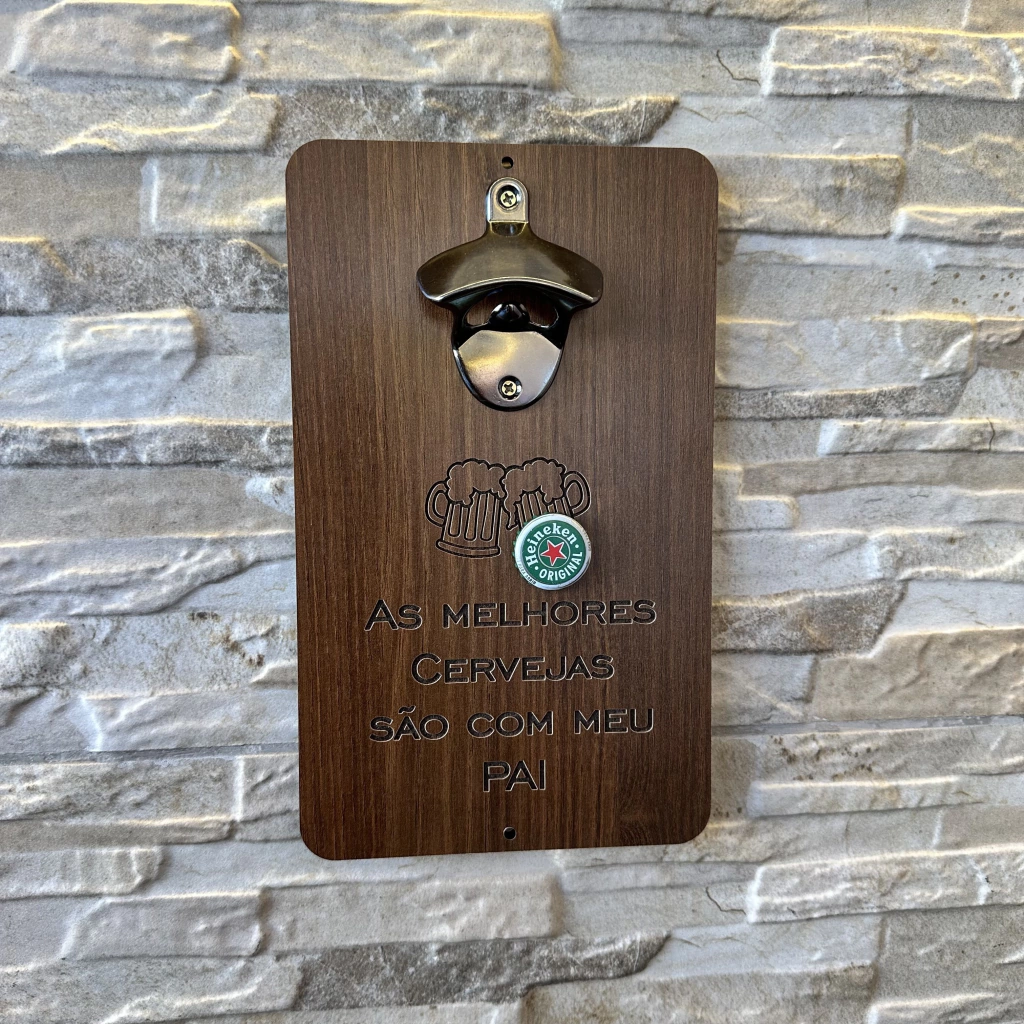 Heineken
ORIGINAL
AS MELHORES
CERVEJAS
SÃO COM MEU
PAI